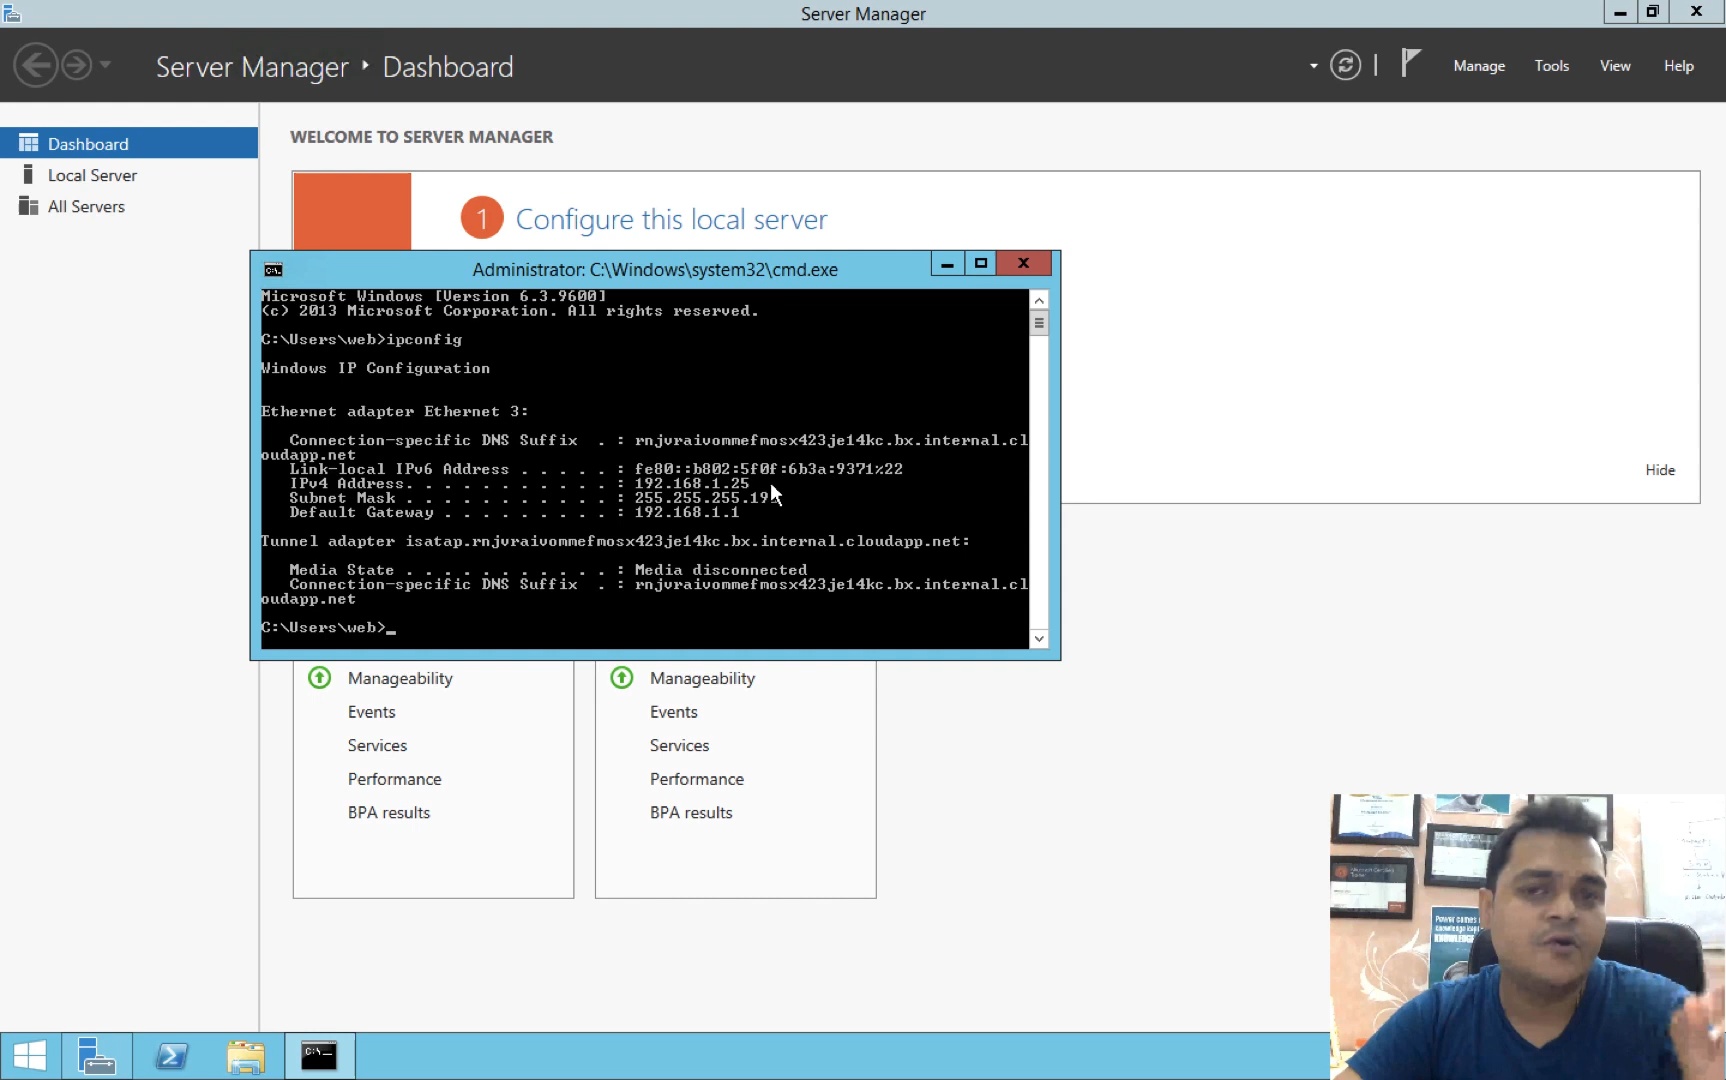 Server Manager
Server Manager ‣ Dashboard
Manage
Tools
View
Help
Dashboard
Local Server
All Servers
WELCOME TO SERVER MANAGER
1 Configure this local server
Hide
Administrator: C:\Windows\system32\cmd.exe
Microsoft Windows [Version 6.3.9600]
(c) 2013 Microsoft Corporation. All rights reserved.
C:\Users\web>ipconfig
Windows IP Configuration
Ethernet adapter Ethernet 3:
Connection-specific DNS Suffix . : rnjvraivommefmosx423je14kc.bx.internal.cl
oudapp.net
Link-local IPv6 Address . . . . . : fe80::b802:5f0f:6b3a:9371%22
IPv4 Address. . . . . . . . . . . : 192.168.1.25
Subnet Mask . . . . . . . . . . . :
Default Gateway . . . . . . . . . : 192.168.1.1
Tunnel adapter isatap.rnjvraivommefmosx423je14kc.bx.internal.cloudapp.net:
Media State . . . . . . . . . . . : Media disconnected
Connection-specific DNS Suffix . : rnjvraivommefmosx423je14kc.bx.internal.cl
oudapp.net
C:\Users\web>_
Manageability
Events
Services
Performance
BPA results
Manageability
Events
Services
Performance
BPA results
Power comes